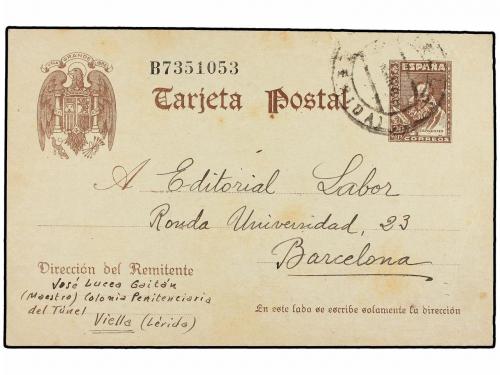 B7351053
ESPAÑA
Tarjeta Postal
CORREOS
A Editorial Labor
Ronda Universidad, 23
Barcelona
Dirección del Remitente
José Lucea Gaitán
(Maestro) Colonia Penitenciaria
del Túnel
Viella (Lérida)
En este lado se escribe solamente la dirección